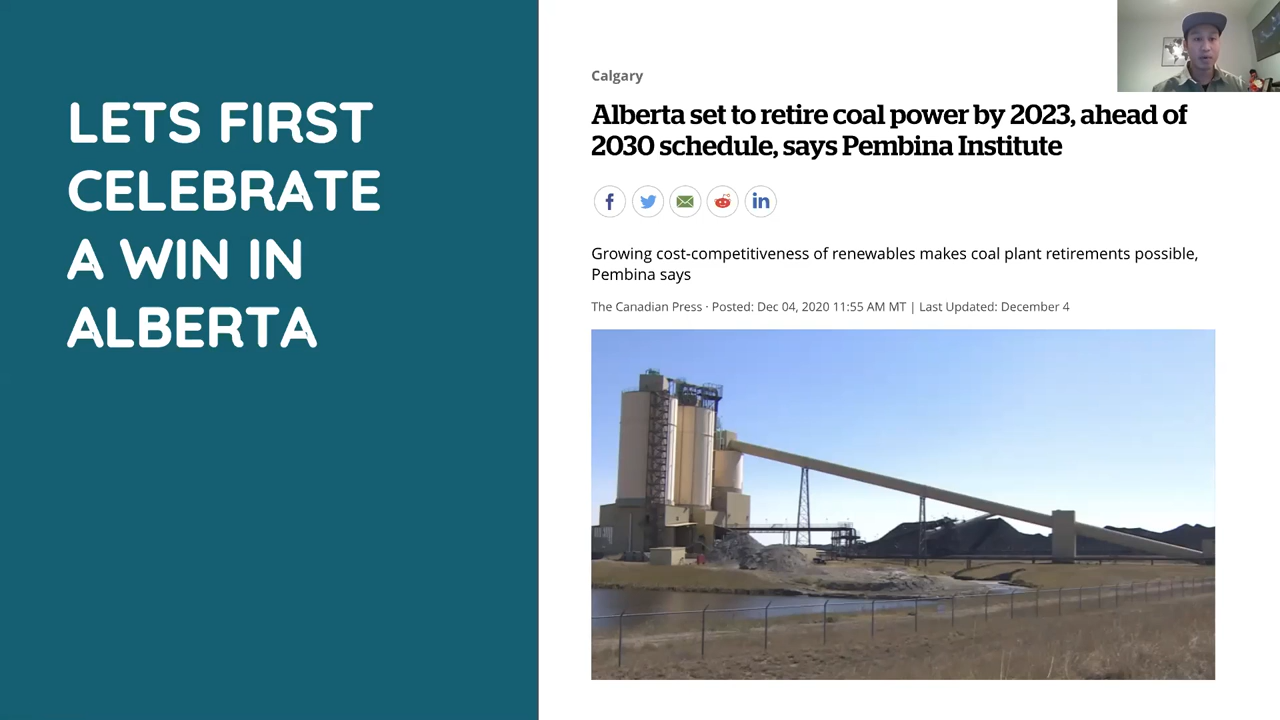 LETS FIRST
CELEBRATE
A WIN IN
ALBERTA
Calgary
Alberta set to retire coal power by 2023, ahead of
2030 schedule, says Pembina Institute
Growing cost-competitiveness of renewables makes coal plant retirements possible,
Pembina says
The Canadian Press · Posted: Dec 04, 2020 11:55 AM MT | Last Updated: December 4